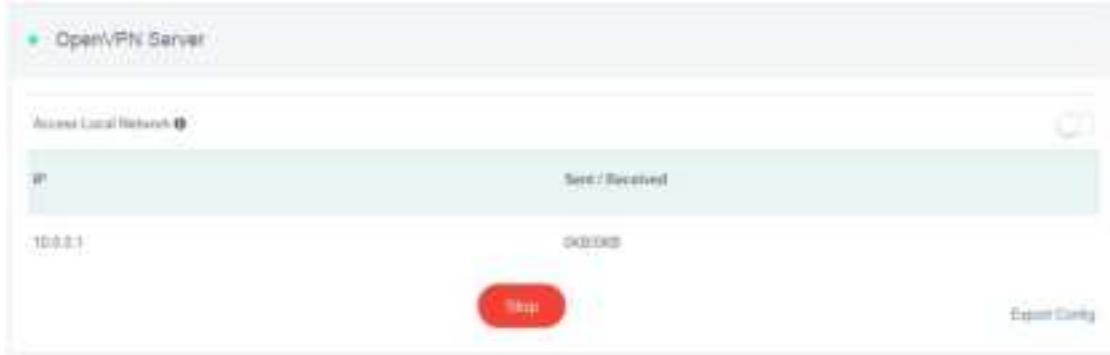 OpenVPN Server
Access Local Network
IP
Sent / Received
10.0.0.1
0KB/0KB
Stop
Export Config